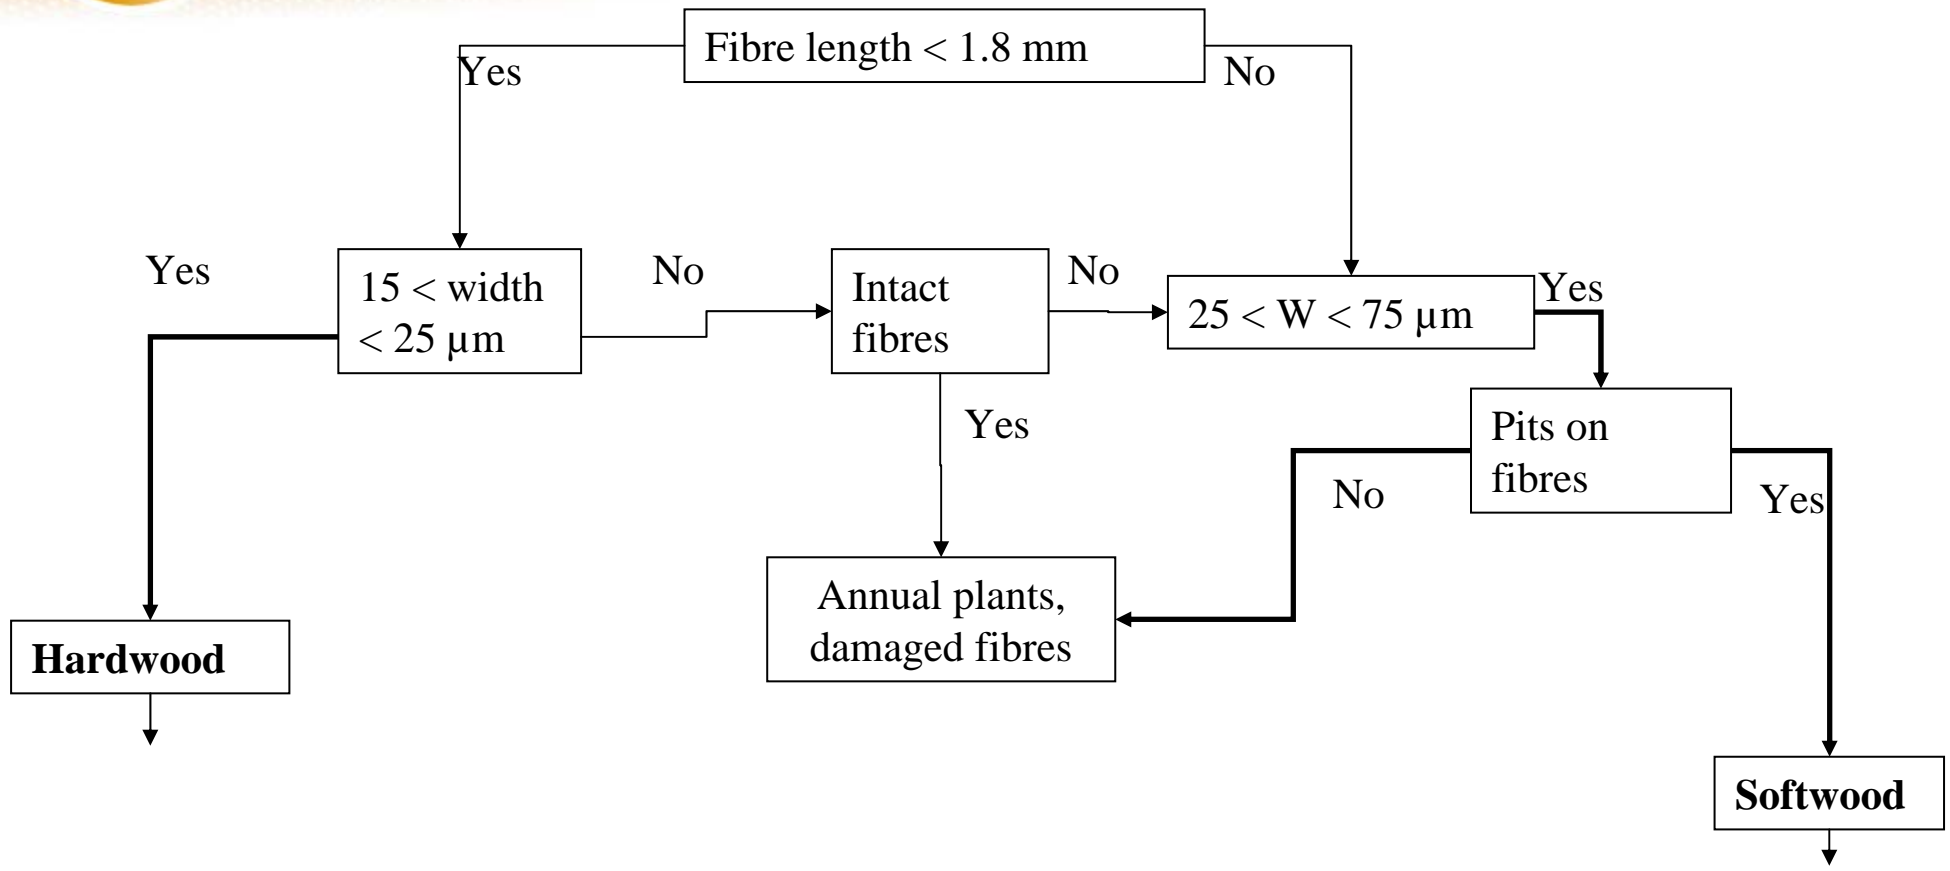 Fibre length < 1.8 mm
Yes
No
Yes
15 < width
< 25 µm
No
Intact
fibres
No
25 < W < 75 µm
Yes
Yes
Pits on
fibres
No
Yes
Annual plants,
damaged fibres
Hardwood
Softwood